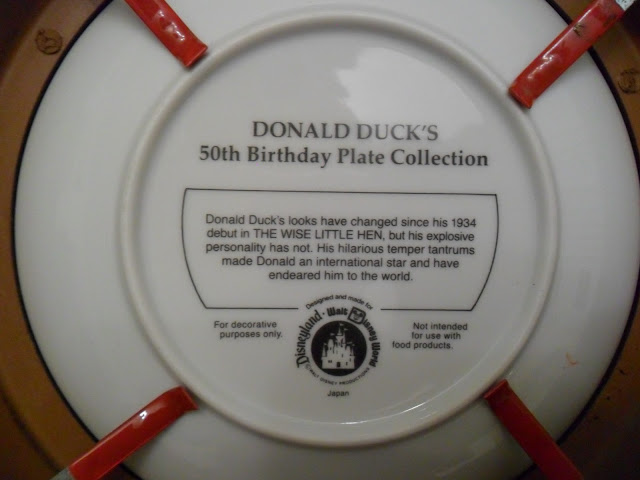 DONALD DUCK'S
50th Birthday Plate Collection
Donald Duck's looks have changed since his 1934
debut in THE WISE LITTLE HEN, but his explosive
personality has not. His hilarious temper tantrums
made Donald an international star and have
endeared him to the world.
For decorative
purposes only.
Designed and made for
Disneyland · Walt Disney World
© WALT DISNEY PRODUCTIONS
Japan
Not intended
for use with
food products.